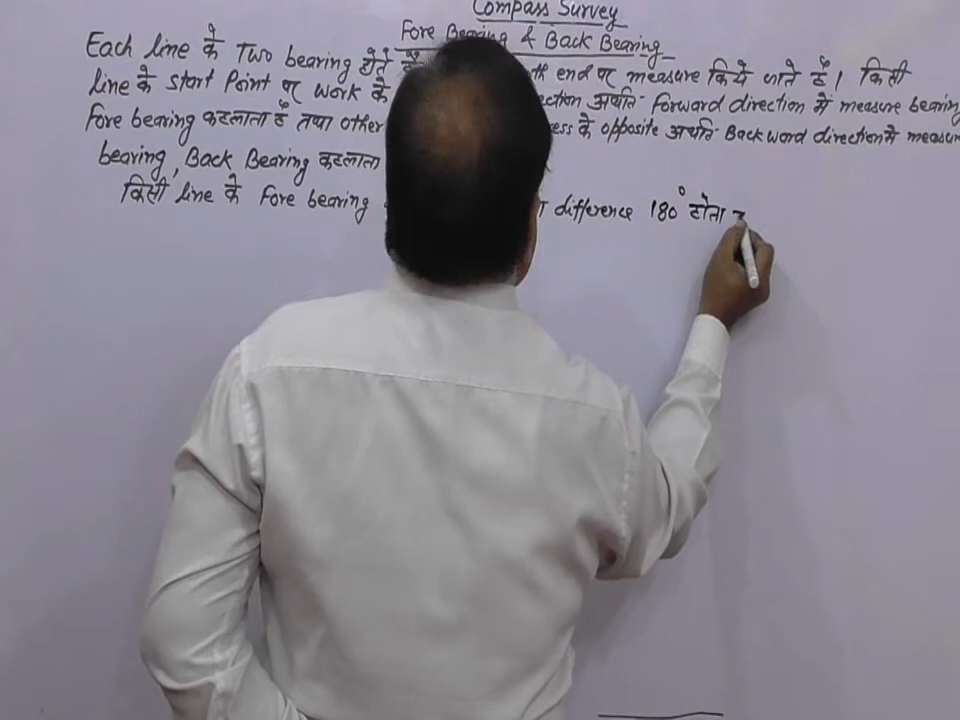 Compass Survey
Fore Bearing & Back Bearing
Each line के Two bearing होते end पर measure किये जाते हैं। किसी
line के start Point पर work के ection अर्थात- forward direction में measure bearing
fore bearing कहलाता हैं तथा other ess के opposite अर्थात- Backward direction में measur
bearing, Back Bearing कहलाता
किसी line के Fore bearing difference 180° होता